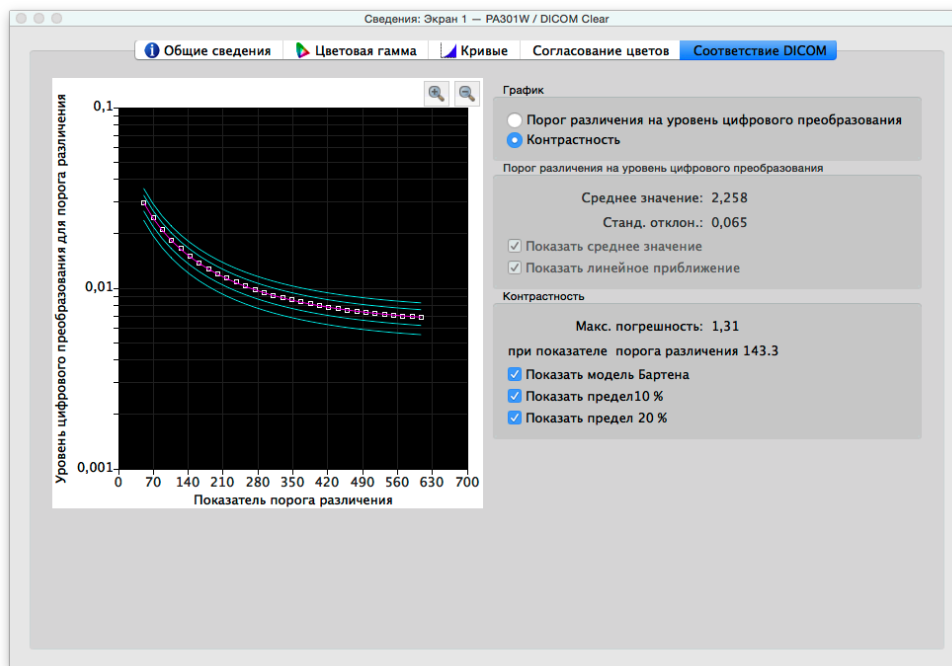 Сведения: Экран 1 — PA301W / DICOM Clear
Общие сведения
Цветовая гамма
Кривые
Согласование цветов
Соответствие DICOM
Уровень цифрового преобразования для порога различения
0,1
0,01
0,001
0 70 140 210 280 350 420 490 560 630 700
Показатель порога различения
График
Порог различения на уровень цифрового преобразования
Контрастность
Порог различения на уровень цифрового преобразования
Среднее значение: 2,258
Станд. отклон.: 0,065
Показать среднее значение
Показать линейное приближение
Контрастность
Макс. погрешность: 1,31
при показателе порога различения 143.3
Показать модель Бартена
Показать предел10 %
Показать предел 20 %